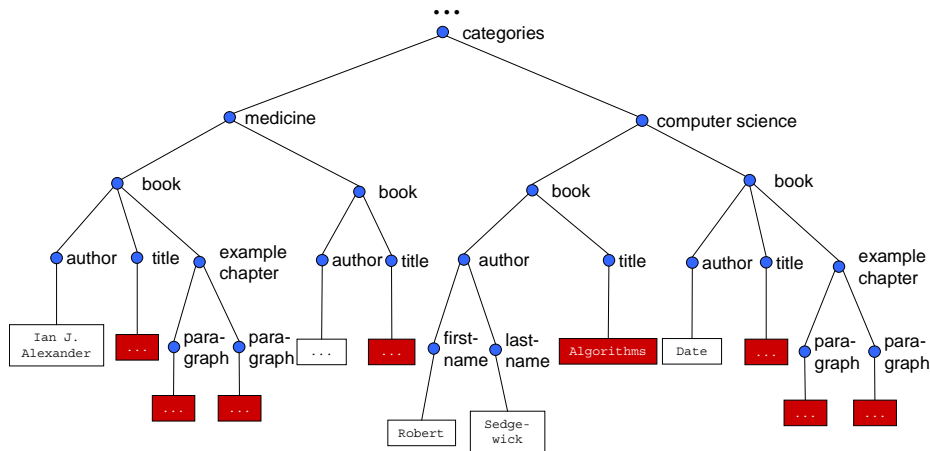 ...
categories
medicine
computer science
book
book
book
book
author
title
example
chapter
author
title
author
title
author
title
example
chapter
Ian J.
Alexander
...
para-
graph
para-
graph
...
...
first-
name
last-
name
Algorithms
Date
...
para-
graph
para-
graph
...
...
Robert
Sedge-
wick
...
...